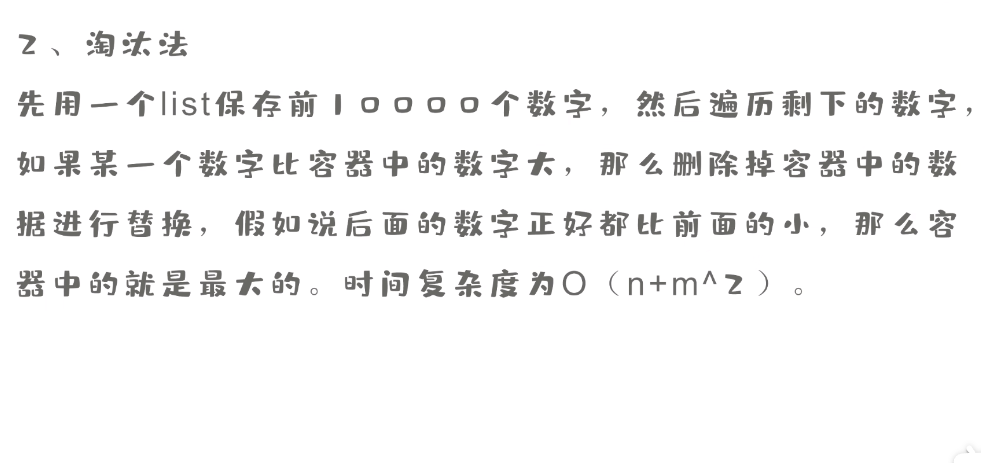 2、淘汰法
先用一个list保存前10000个数字，然后遍历剩下的数字，
如果某一个数字比容器中的数字大，那么删除掉容器中的数
据进行替换，假如说后面的数字正好都比前面的小，那么容
器中的就是最大的。时间复杂度为O（n+m^2）。